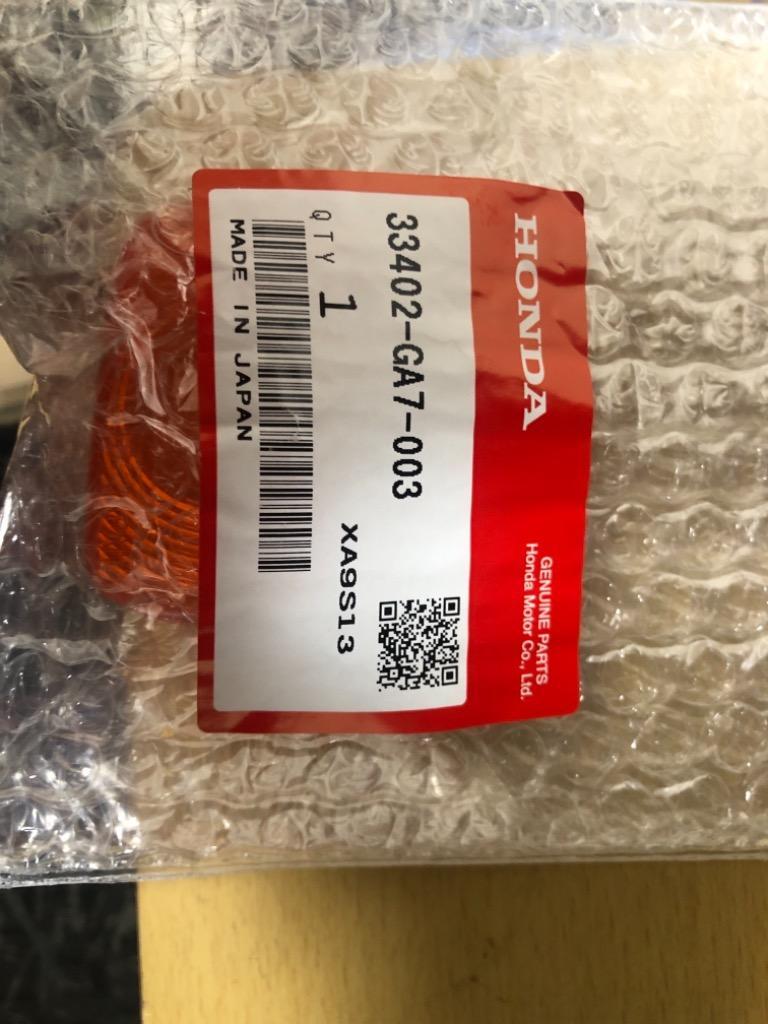 HONDA
GENUINE PARTS
Honda Motor Co., Ltd.
33402-GA7-003
XA9S13
QTY 1
MADE IN JAPAN